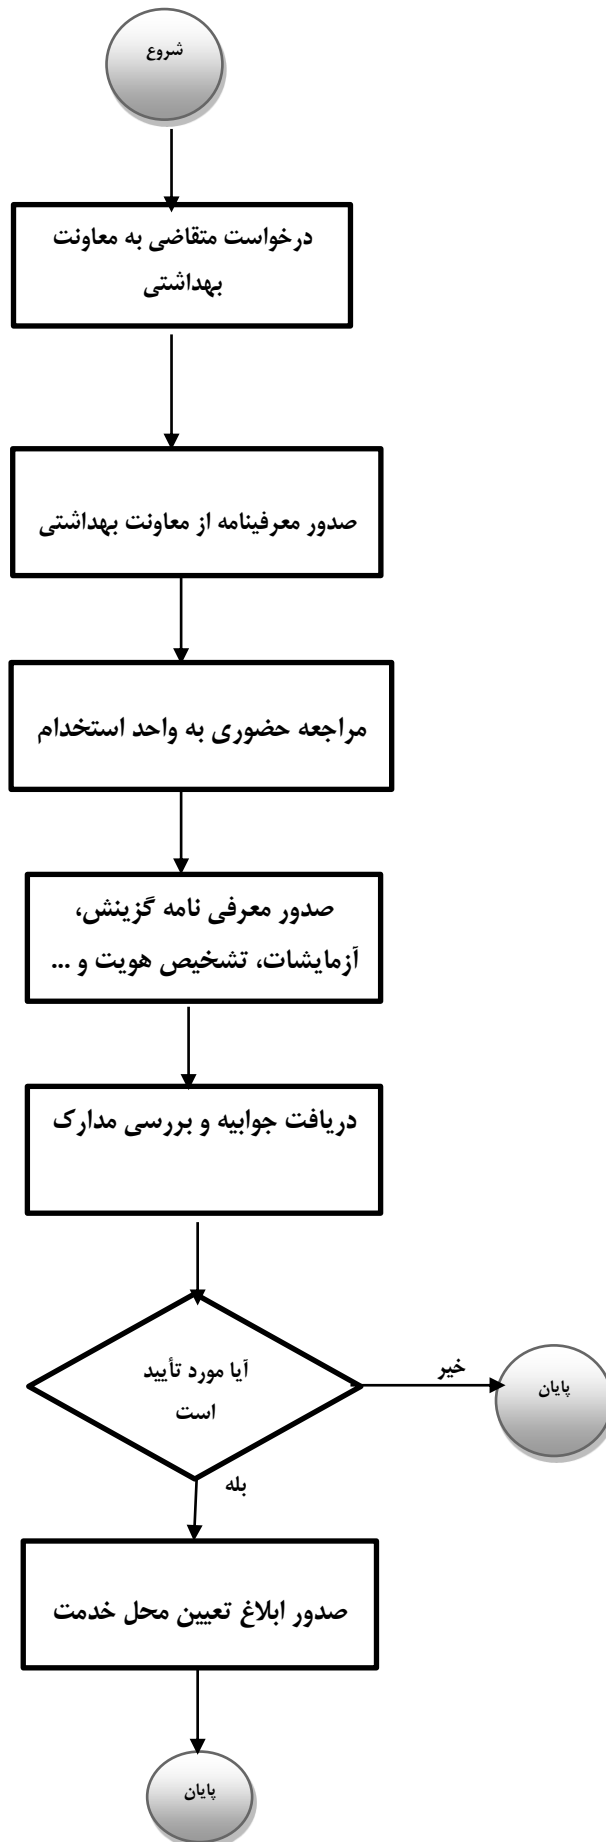 شروع
درخواست متقاضی به معاونت
بهداشتی
صدور معرفینامه از معاونت بهداشتی
مراجعه حضوری به واحد استخدام
صدور معرفی نامه گزینش،
آزمایشات، تشخیص هویت و ...
دریافت جوابیه و بررسی مدارک
آیا مورد تأیید
است
خیر
پایان
بله
صدور ابلاغ تعیین محل خدمت
پایان